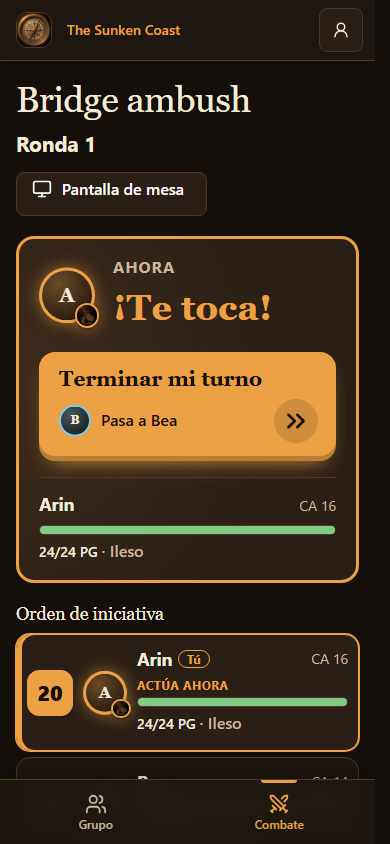 The Sunken Coast
Bridge ambush
Ronda 1
Pantalla de mesa
A
AHORA
¡Te toca!
Terminar mi turno
B
Pasa a Bea
Arin
CA 16
24/24 PG · Ileso
Orden de iniciativa
20
A
Arin
Tú
CA 16
ACTÚA AHORA
24/24 PG · Ileso
Grupo
Combate